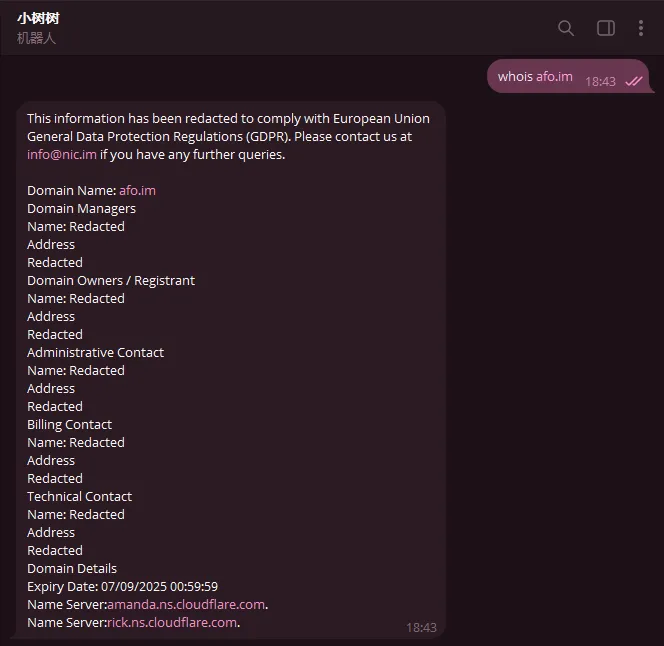 小树树
机器人
whois afo.im 18:43
This information has been redacted to comply with European Union
General Data Protection Regulations (GDPR). Please contact us at
info@nic.im if you have any further queries.
Domain Name: afo.im
Domain Managers
Name: Redacted
Address
Redacted
Domain Owners / Registrant
Name: Redacted
Address
Redacted
Administrative Contact
Name: Redacted
Address
Redacted
Billing Contact
Name: Redacted
Address
Redacted
Technical Contact
Name: Redacted
Address
Redacted
Domain Details
Expiry Date: 07/09/2025 00:59:59
Name Server:amanda.ns.cloudflare.com.
Name Server:rick.ns.cloudflare.com.
18:43